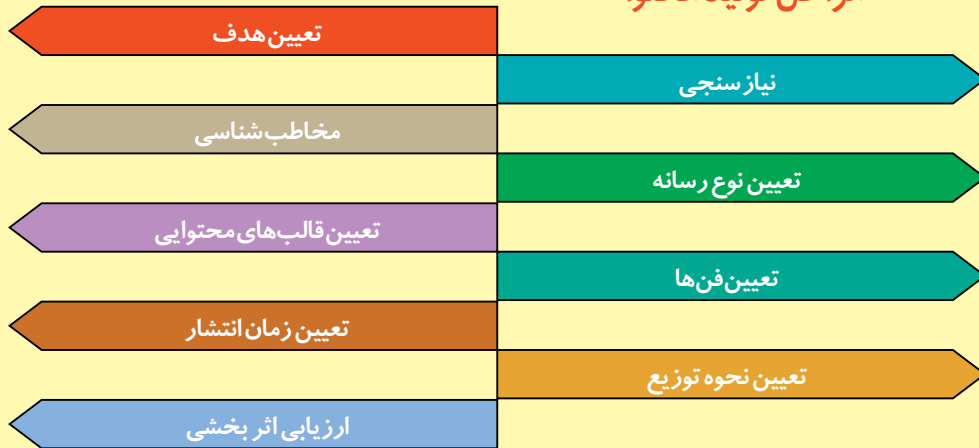 تعیین هدف
نیاز سنجی
مخاطب شناسی
تعیین نوع رسانه
تعیین قالب‌های محتوایی
تعیین فن‌ها
تعیین زمان انتشار
تعیین نحوه توزیع
ارزیابی اثر بخشی